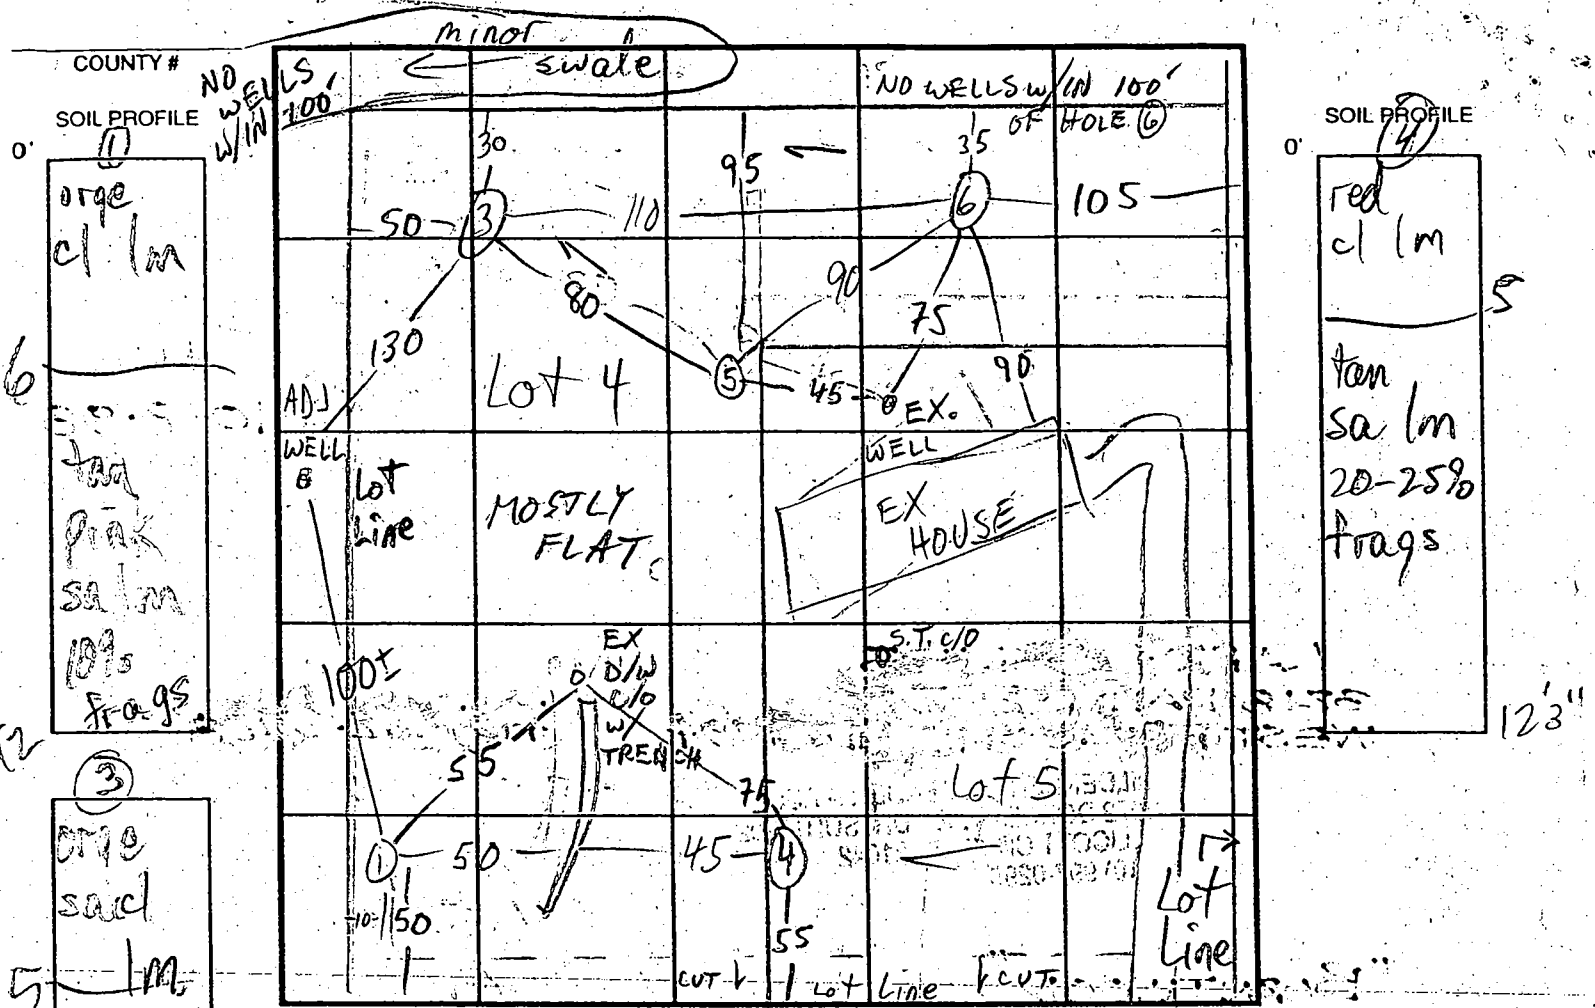 COUNTY #
SOIL PROFILE
1
0'
orge
cl lm
6
tan
pink
sa lm
10%
frags
12
3
orge
sacl
lm
5
minor
swale
NO
WELLS
W/IN 100'
NO WELLS W/IN 100'
OF HOLE 6
30
95
35
50
3
110
6
105
80
90
75
130
90
Lot 4
5
45
ADJ
WELL
EX.
WELL
Lot
Line
MOSTLY
FLAT
EX
HOUSE
100±
EX
D/W
C/O
W/
TRENCH
S.T. C/O
55
75
Lot 5
1
50
45
4
10
150
55
Lot
Line
CUT
Lot Line
CUT
SOIL PROFILE
4
0'
red
cl lm
5
tan
sa lm
20-25%
frags
12'3"